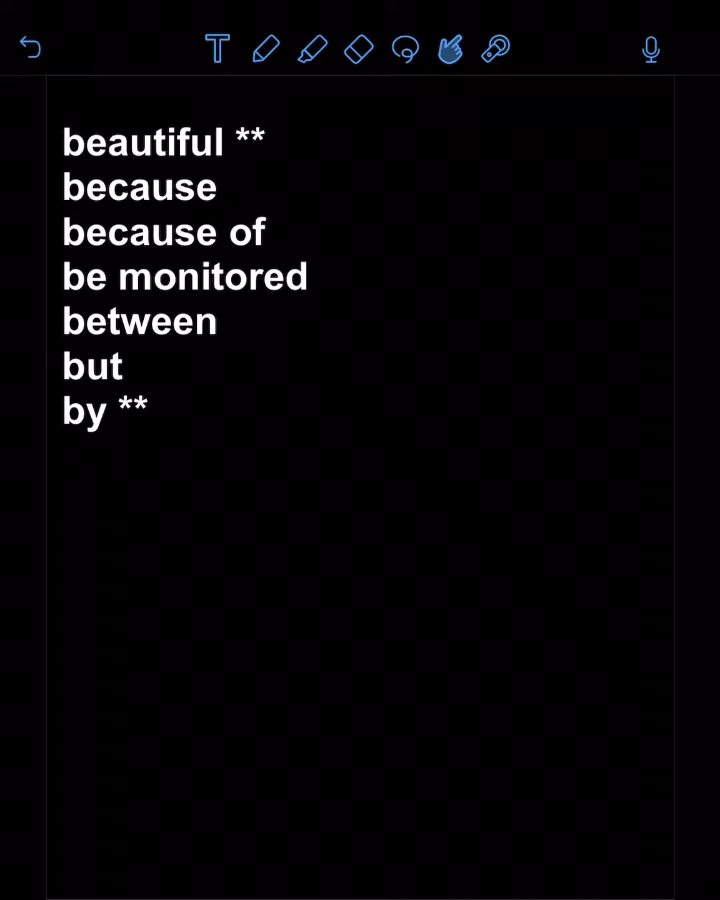 beautiful **
because
because of
be monitored
between
but
by **